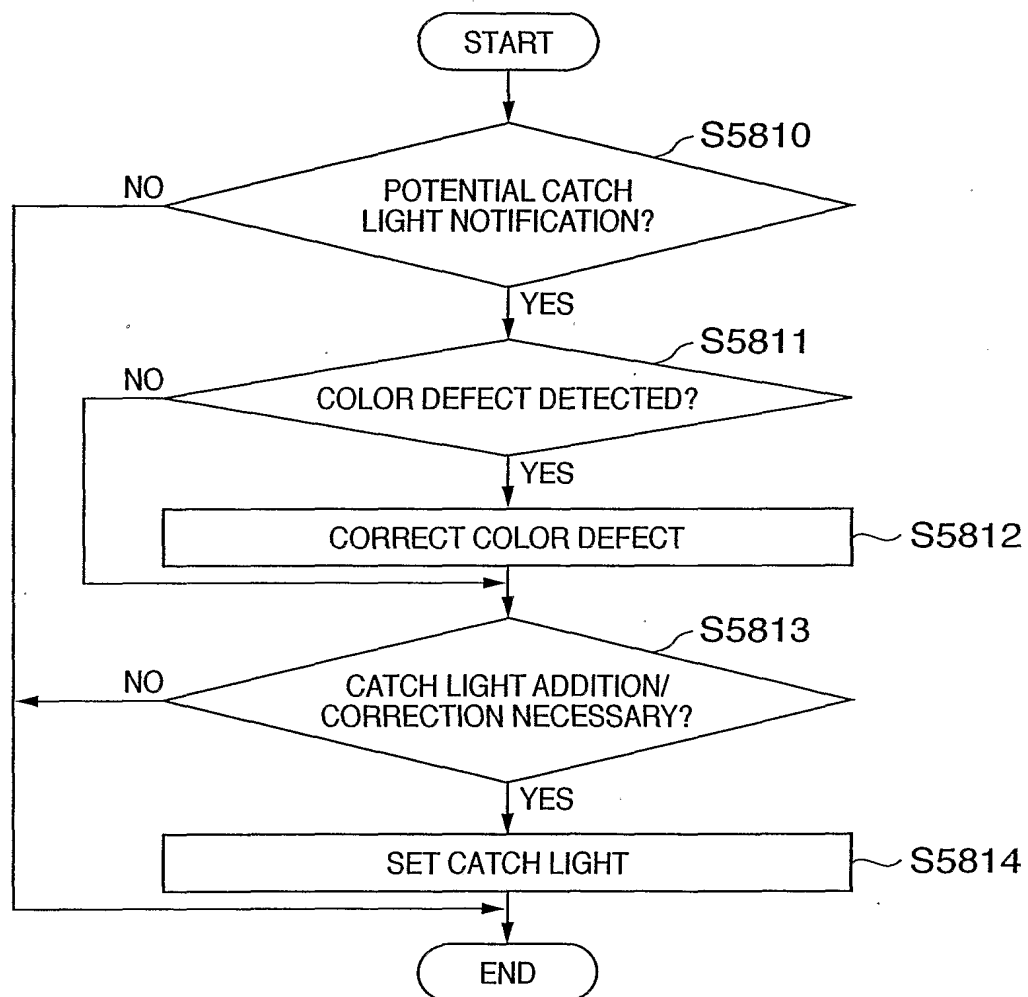 START
S5810
NO
POTENTIAL CATCH
LIGHT NOTIFICATION?
YES
S5811
NO
COLOR DEFECT DETECTED?
YES
CORRECT COLOR DEFECT
S5812
S5813
NO
CATCH LIGHT ADDITION/
CORRECTION NECESSARY?
YES
SET CATCH LIGHT
S5814
END